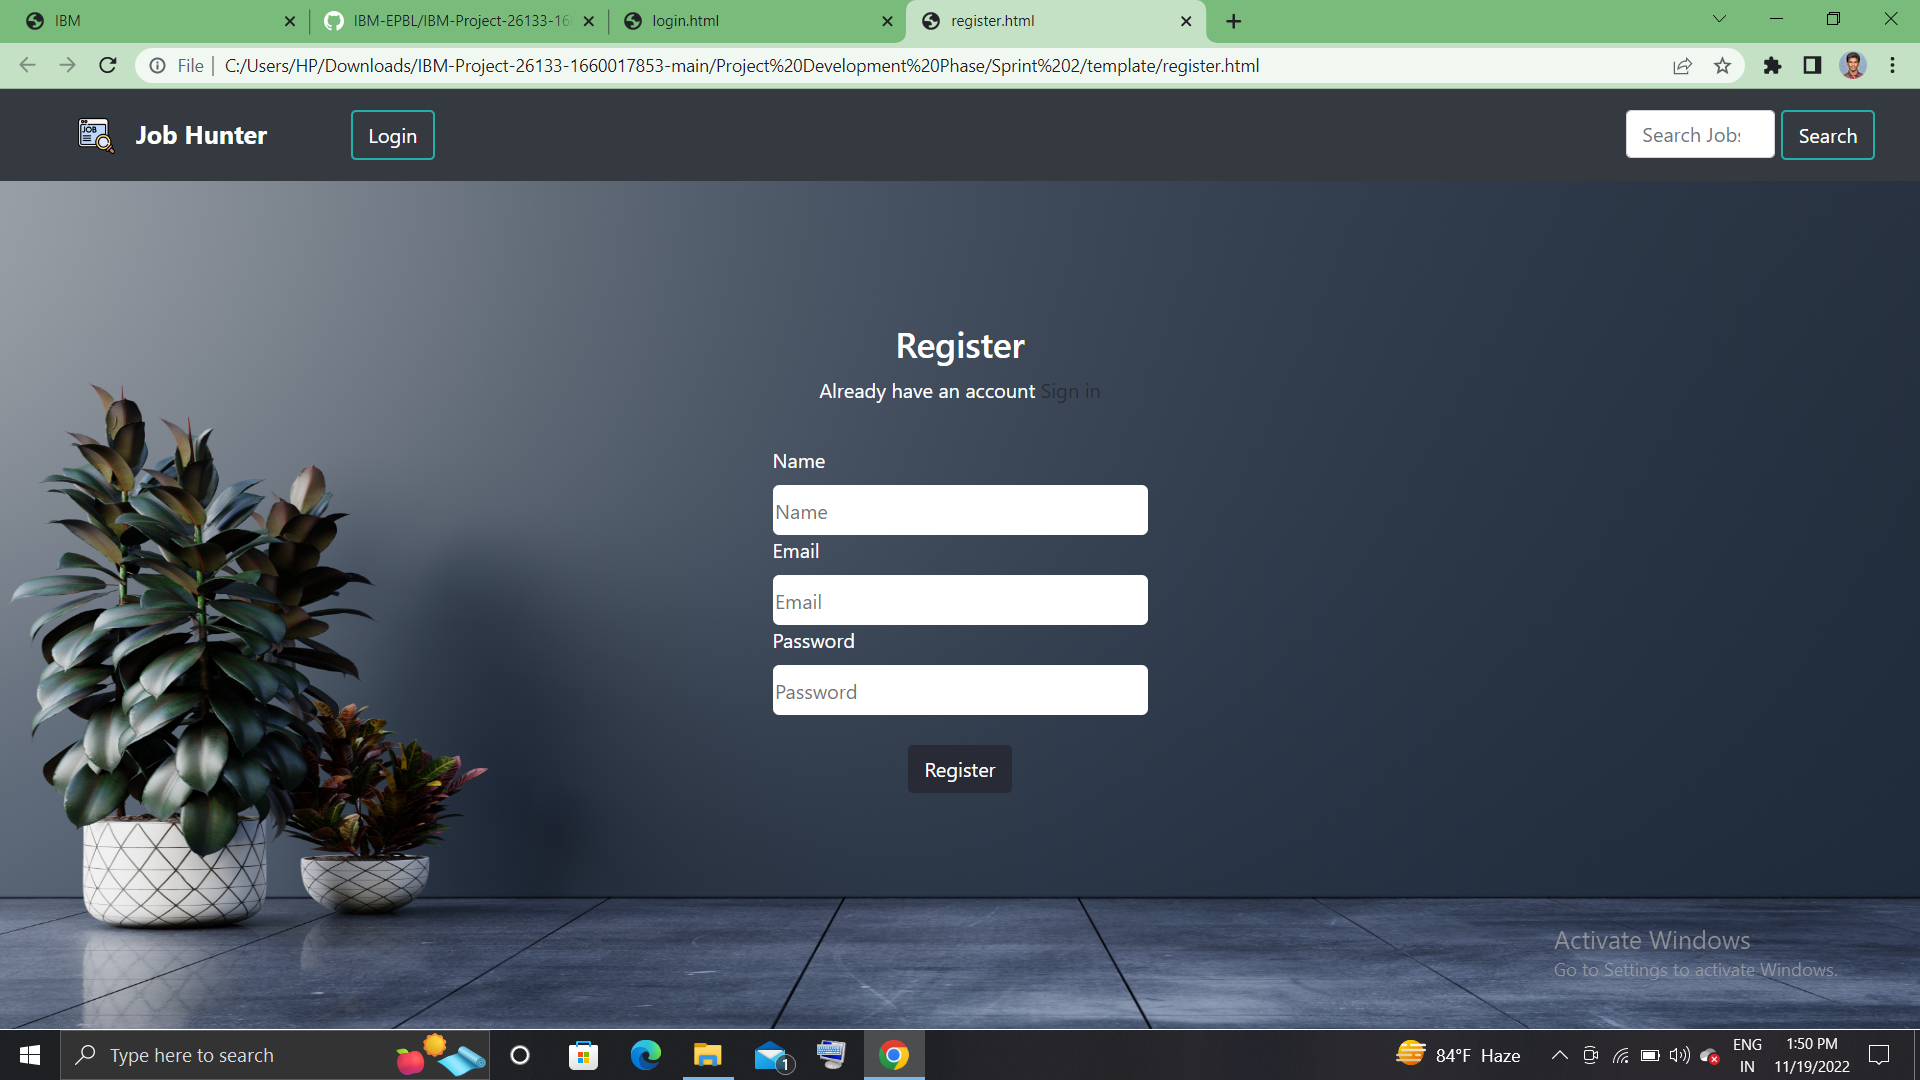 IBM
IBM-EPBL/IBM-Project-26133-16
login.html
register.html
File
C:/Users/HP/Downloads/IBM-Project-26133-1660017853-main/Project%20Development%20Phase/Sprint%202/template/register.html
JOB
Job Hunter
Login
Search Jobs
Search
Register
Already have an account Sign in
Name
Name
Email
Email
Password
Password
Register
Activate Windows
Go to Settings to activate Windows.
Type here to search
1
84°F Haze
ENG
IN
1:50 PM
11/19/2022